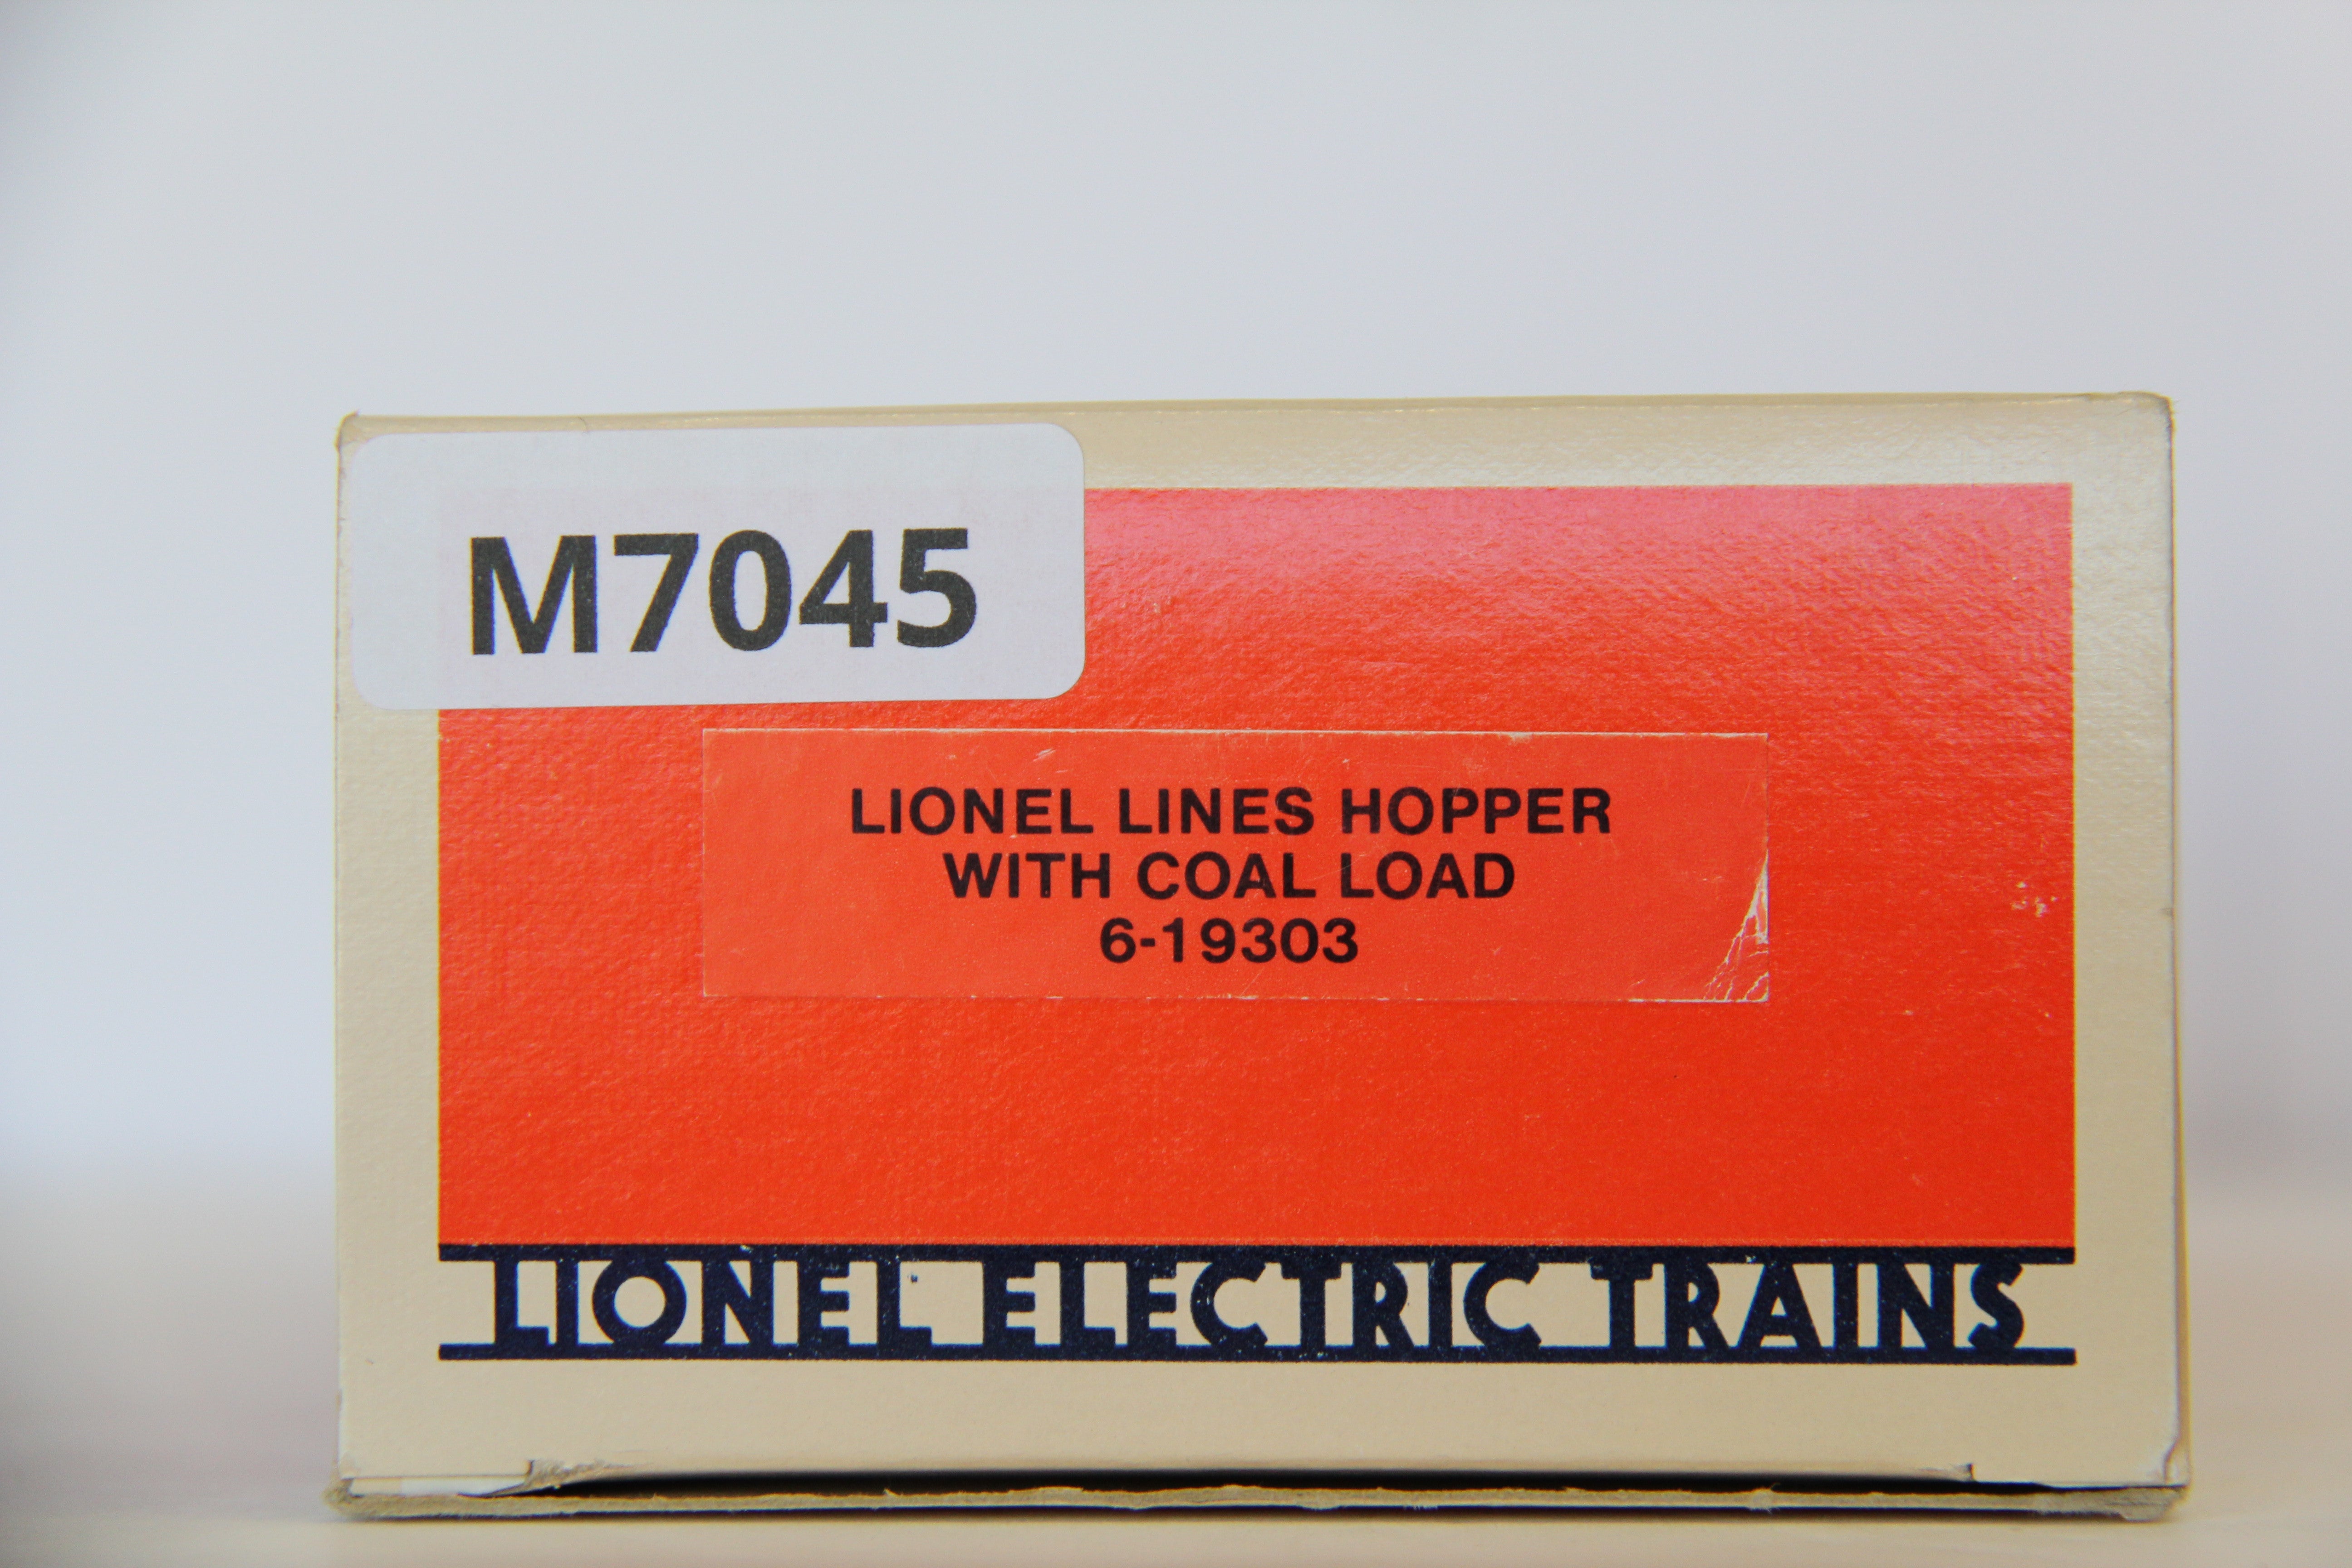 M7045
LIONEL LINES HOPPER
WITH COAL LOAD
6-19303
LIONEL ELECTRIC TRAINS